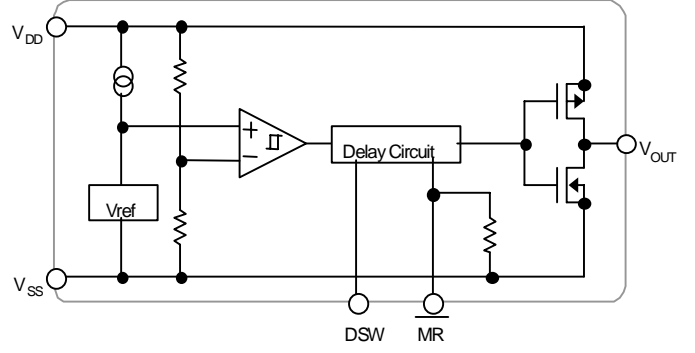 VDD
Delay Circuit
VOUT
Vref
VSS
DSW
MR